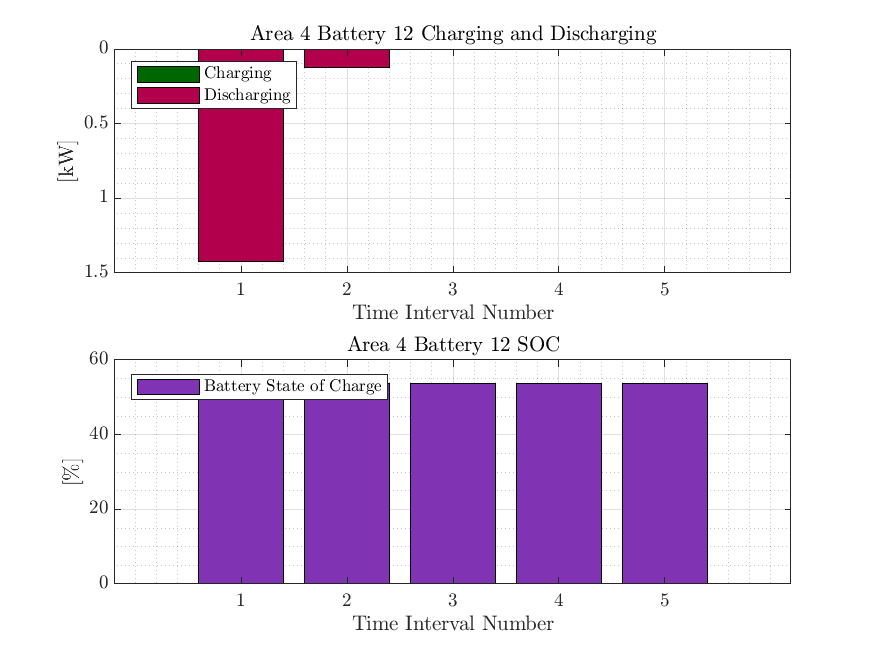 Area 4 Battery 12 Charging and Discharging
0
Charging
Discharging
0.5
[kW]
1
1.5
1 2 3 4 5
Time Interval Number
Area 4 Battery 12 SOC
60
Battery State of Charge
40
[%]
20
0
1 2 3 4 5
Time Interval Number